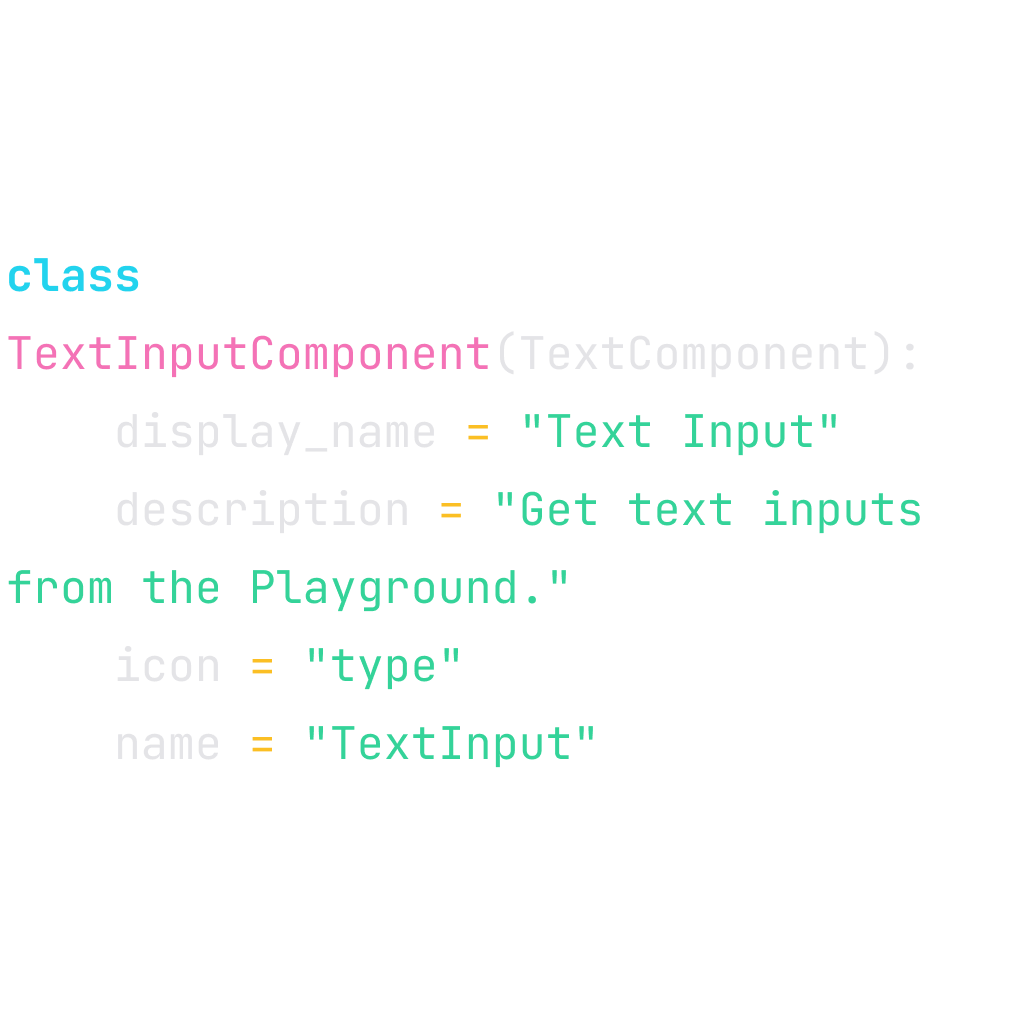 class
TextInputComponent(TextComponent):
    display_name = "Text Input"
    description = "Get text inputs
from the Playground."
    icon = "type"
    name = "TextInput"